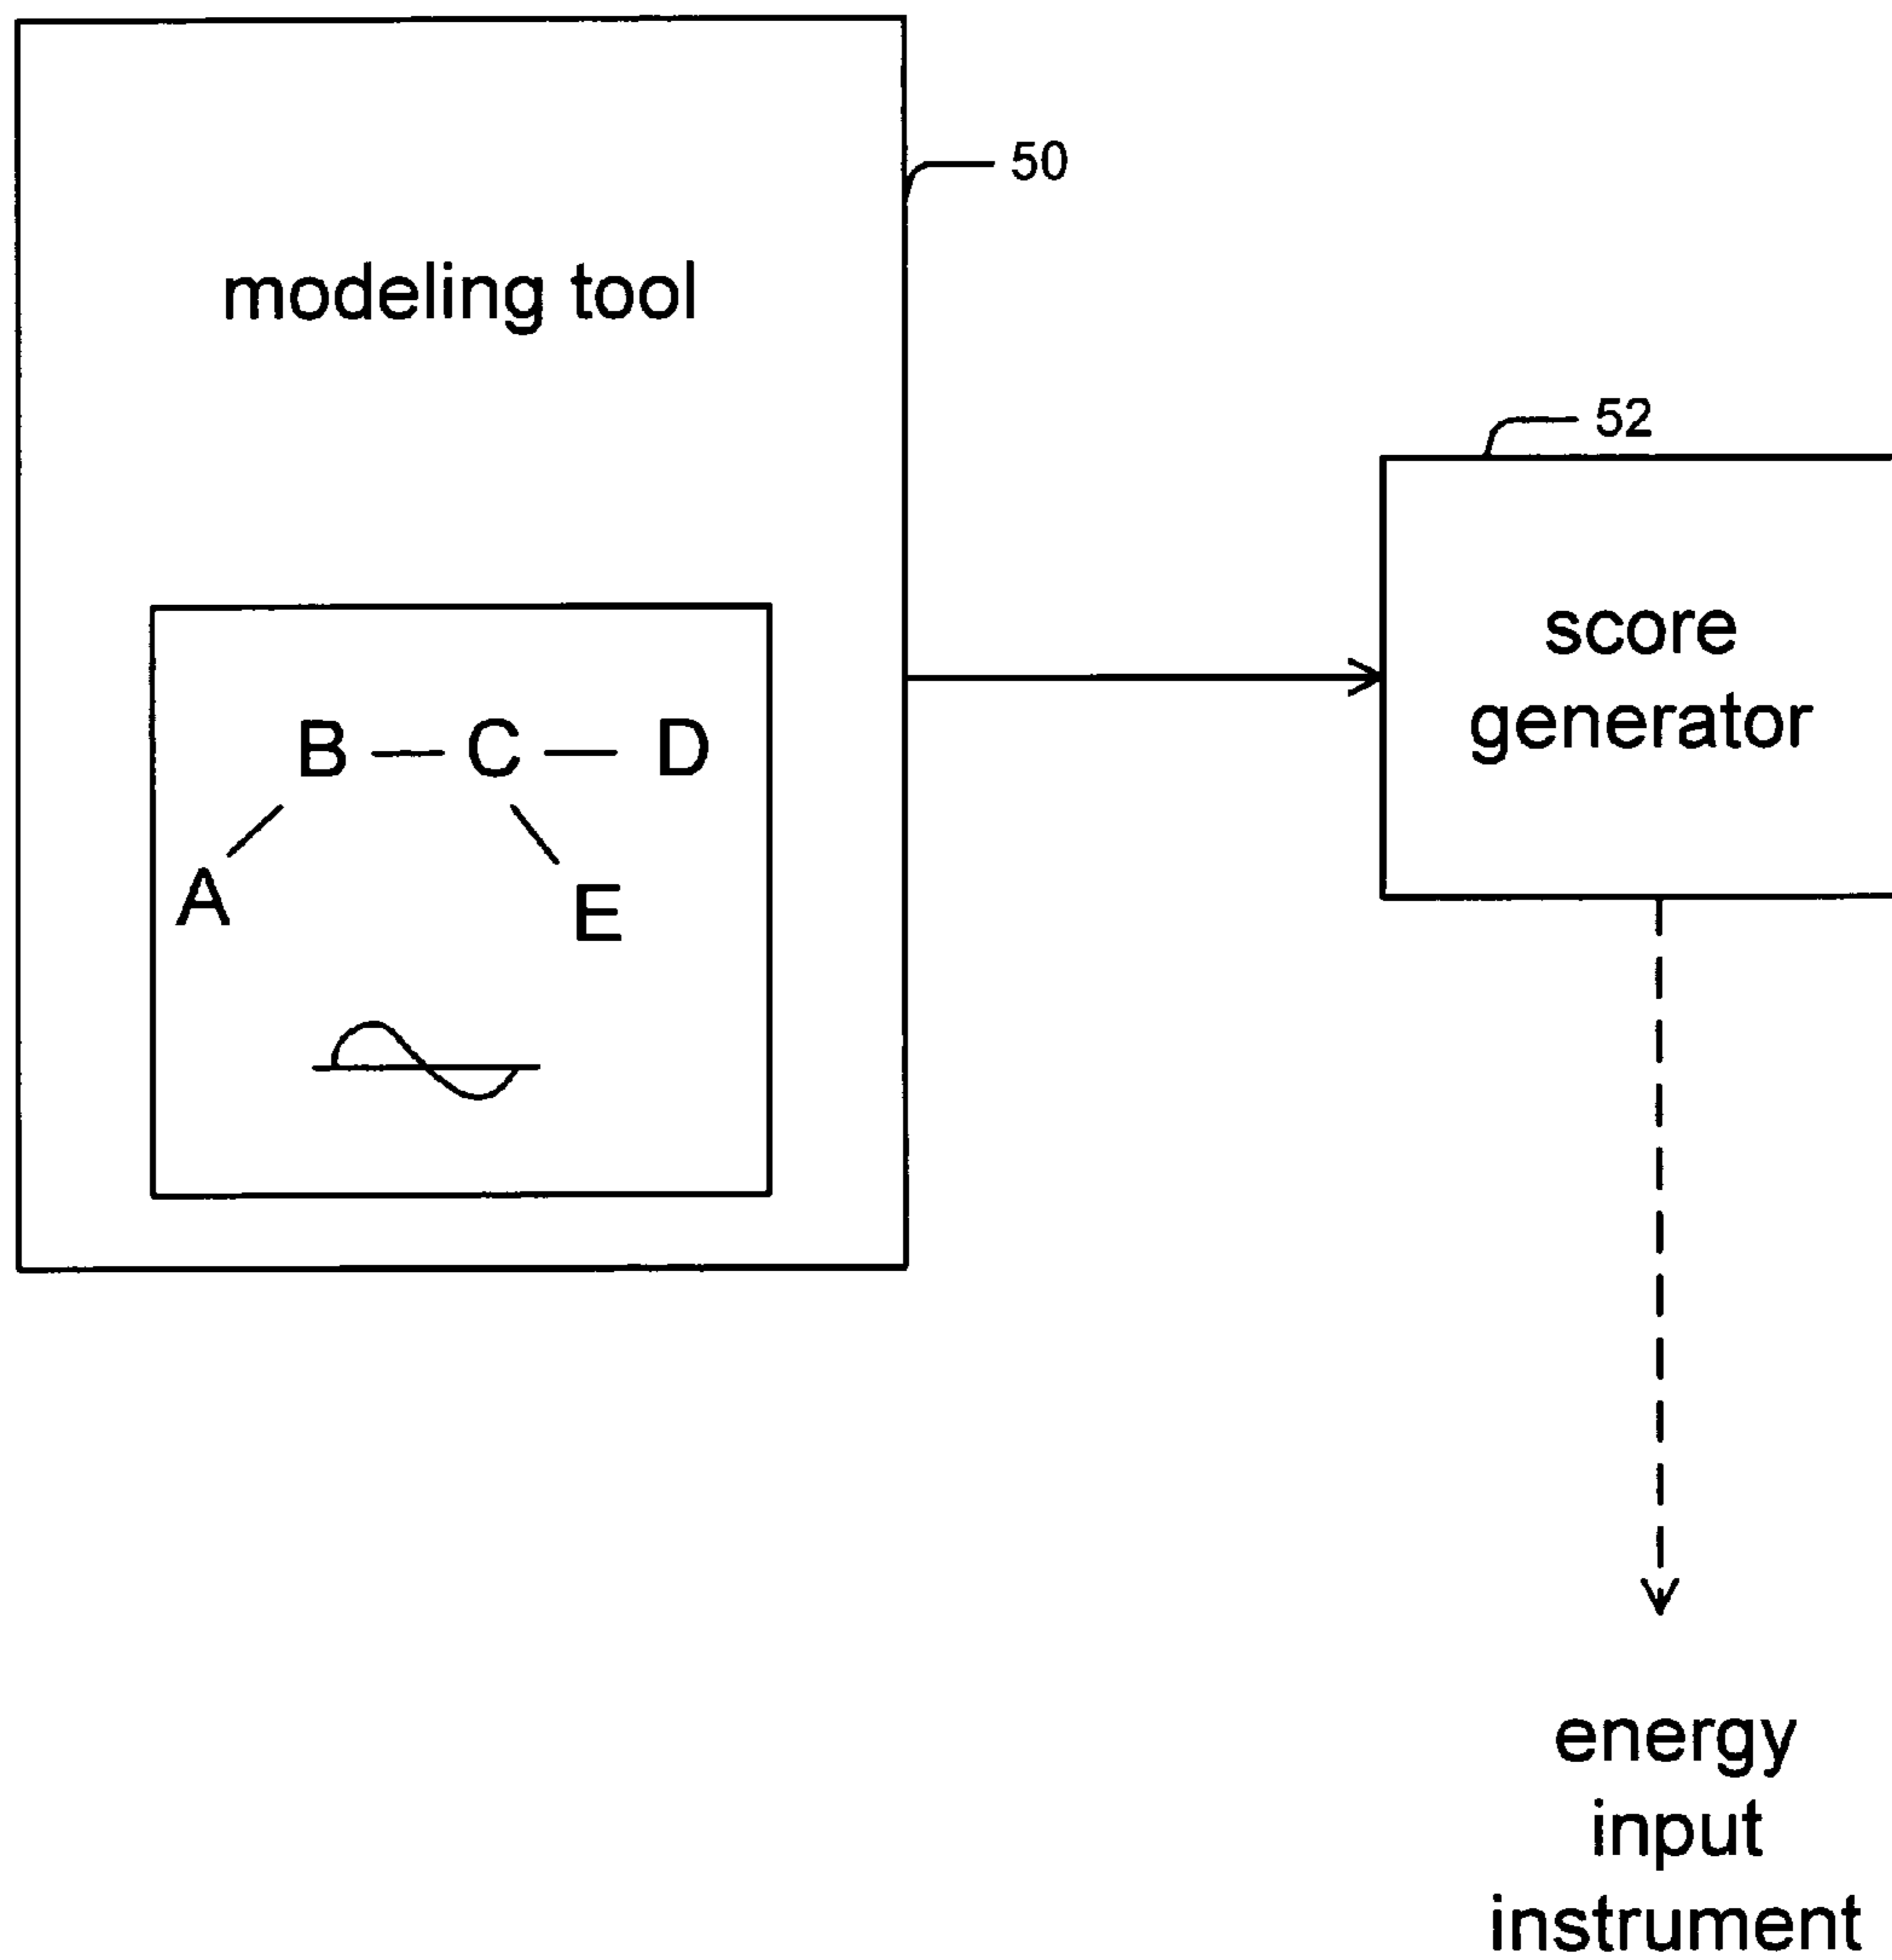 50
modeling tool
52
score
generator
B — C — D
A
E
energy
input
instrument